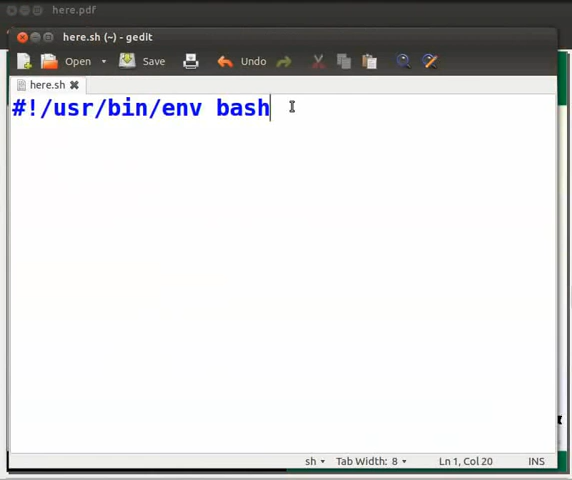 here.pdf
here.sh (~) - gedit
Open Save Undo
here.sh
#!/usr/bin/env bash
sh Tab Width: 8 Ln 1, Col 20 INS